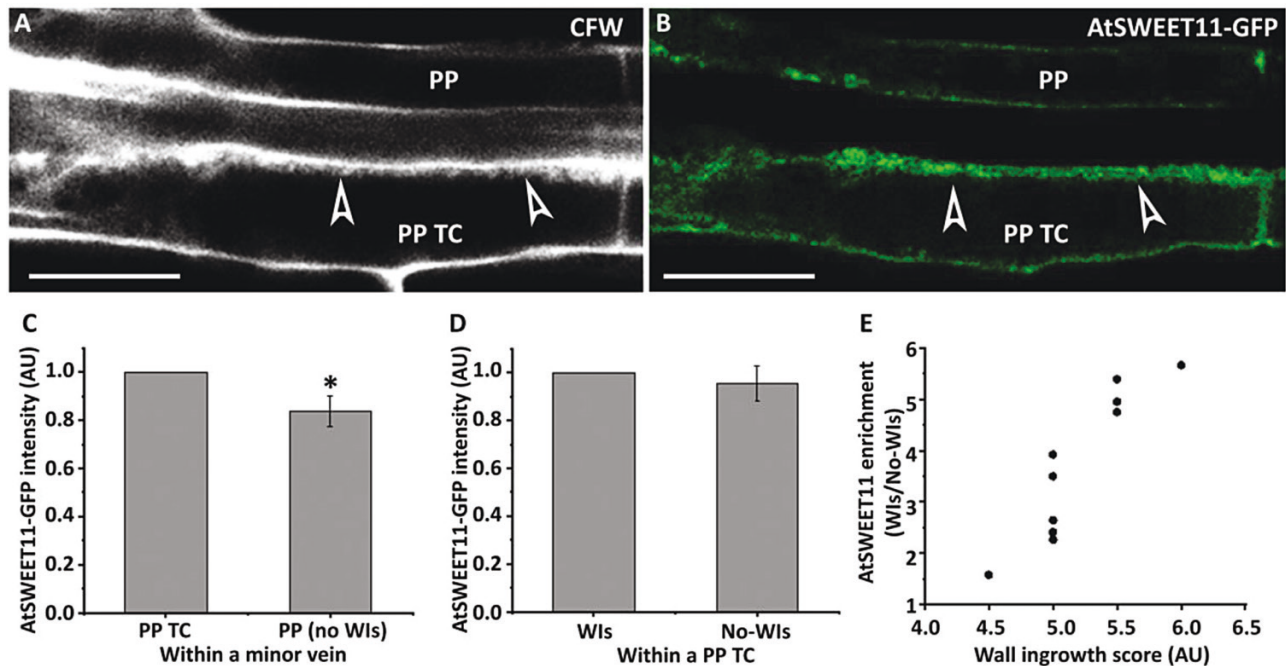 A
CFW
PP
PP TC
B
AtSWEET11-GFP
PP
PP TC
C
AtSWEET11-GFP intensity (AU)
1.0
0.8
0.6
0.4
0.2
0.0
*
PP TC
PP (no WIs)
Within a minor vein
D
AtSWEET11-GFP intensity (AU)
1.0
0.8
0.6
0.4
0.2
0.0
WIs
No-WIs
Within a PP TC
E
AtSWEET11 enrichment
(WIs/No-WIs)
6
5
4
3
2
1
4.0
4.5
5.0
5.5
6.0
6.5
Wall ingrowth score (AU)